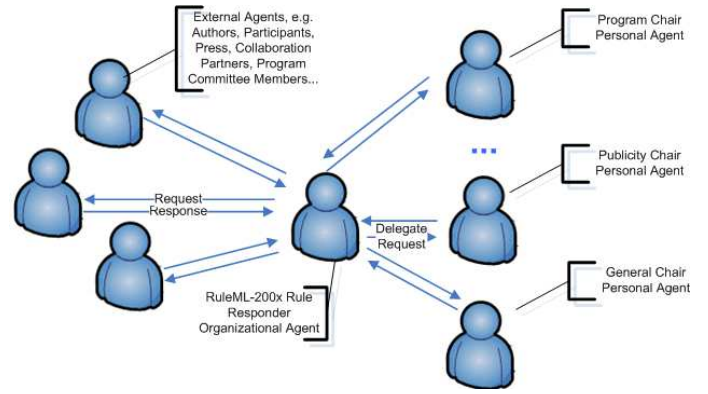 External Agents, e.g.
Authors, Participants,
Press, Collaboration
Partners, Program
Committee Members...
Program Chair
Personal Agent
...
Publicity Chair
Personal Agent
Request
Response
Delegate
Request
General Chair
Personal Agent
RuleML-200x Rule
Responder
Organizational Agent